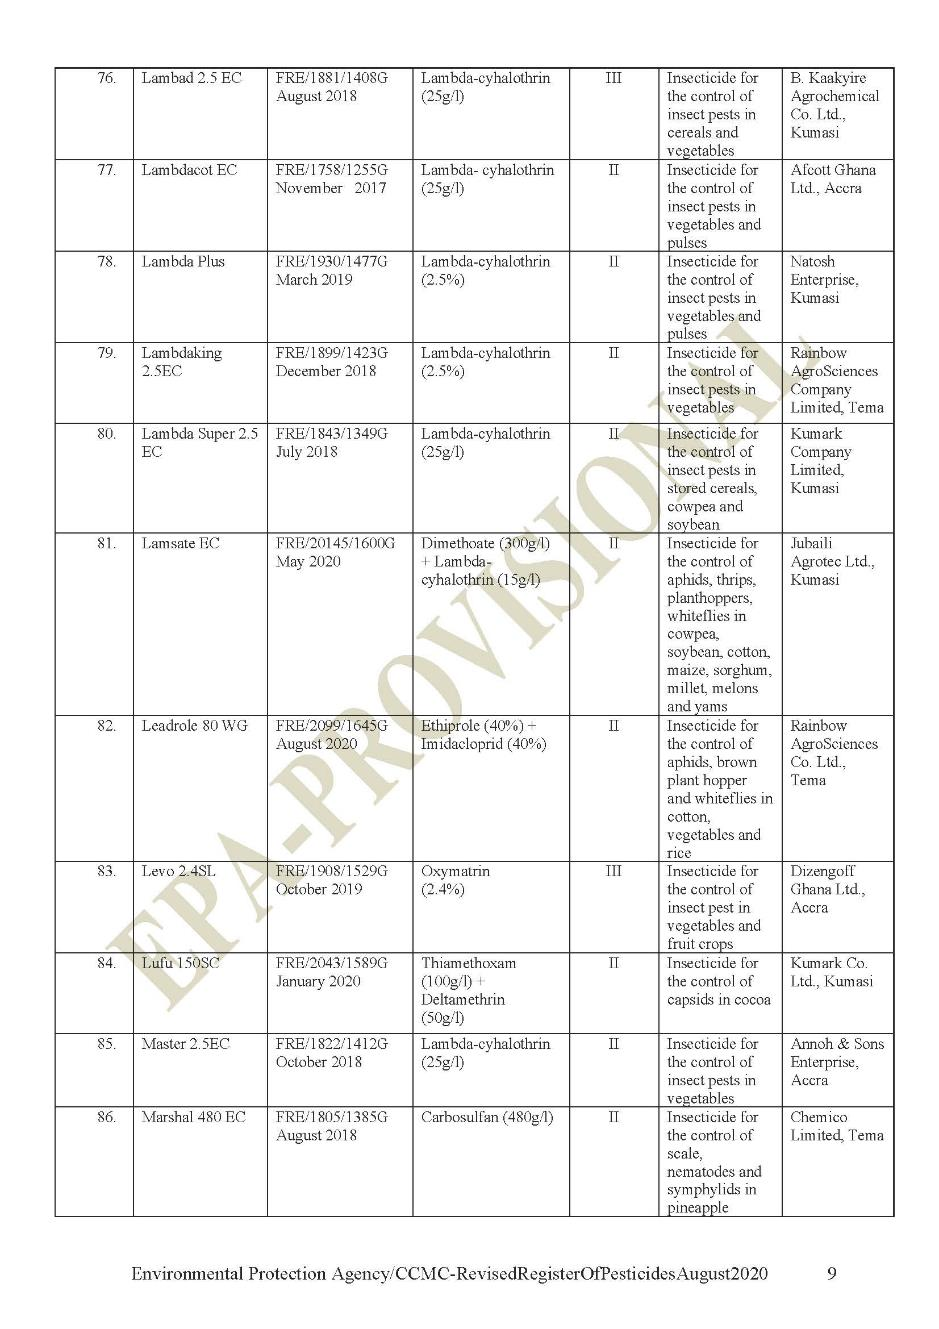 76. Lambad 2.5 EC FRE/1881/1408G Lambda-cyhalothrin III Insecticide for B. Kaakyire
August 2018 (25g/l) the control of Agrochemical
insect pests in Co. Ltd.,
cereals and Kumasi
vegetables
77. Lambdacot EC FRE/1758/1255G Lambda- cyhalothrin II Insecticide for Afcott Ghana
November 2017 (25g/l) the control of Ltd., Accra
insect pests in
vegetables and
pulses
78. Lambda Plus FRE/1930/1477G Lambda-cyhalothrin II Insecticide for Natosh
March 2019 (2.5%) the control of Enterprise,
insect pests in Kumasi
vegetables and
pulses
79. Lambdaking FRE/1899/1423G Lambda-cyhalothrin II Insecticide for Rainbow
2.5EC December 2018 (2.5%) the control of AgroSciences
insect pests in Company
vegetables Limited, Tema
80. Lambda Super 2.5 FRE/1843/1349G Lambda-cyhalothrin II Insecticide for Kumark
EC July 2018 (25g/l) the control of Company
insect pests in Limited,
stored cereals, Kumasi
cowpea and
soybean
81. Lamsate EC FRE/20145/1600G Dimethoate (300g/l) II Insecticide for Jubaili
May 2020 + Lambda- the control of Agrotec Ltd.,
cyhalothrin (15g/l) aphids, thrips, Kumasi
planthoppers,
whiteflies in
cowpea,
soybean, cotton,
maize, sorghum,
millet, melons
and yams
82. Leadrole 80 WG FRE/2099/1645G Ethiprole (40%) + II Insecticide for Rainbow
August 2020 Imidacloprid (40%) the control of AgroSciences
aphids, brown Co. Ltd.,
plant hopper Tema
and whiteflies in
cotton,
vegetables and
rice
83. Levo 2.4SL FRE/1908/1529G Oxymatrin III Insecticide for Dizengoff
October 2019 (2.4%) the control of Ghana Ltd.,
insect pest in Accra
vegetables and
fruit crops
84. Lufu 150SC FRE/2043/1589G Thiamethoxam II Insecticide for Kumark Co.
January 2020 (100g/l) + the control of Ltd., Kumasi
Deltamethrin capsids in cocoa
(50g/l)
85. Master 2.5EC FRE/1822/1412G Lambda-cyhalothrin II Insecticide for Annoh & Sons
October 2018 (25g/l) the control of Enterprise,
insect pests in Accra
vegetables
86. Marshal 480 EC FRE/1805/1385G Carbosulfan (480g/l) II Insecticide for Chemico
August 2018 the control of Limited, Tema
scale,
nematodes and
symphylids in
pineapple
EPA-PROVISIONAL
Environmental Protection Agency/CCMC-RevisedRegisterOfPesticidesAugust2020 9